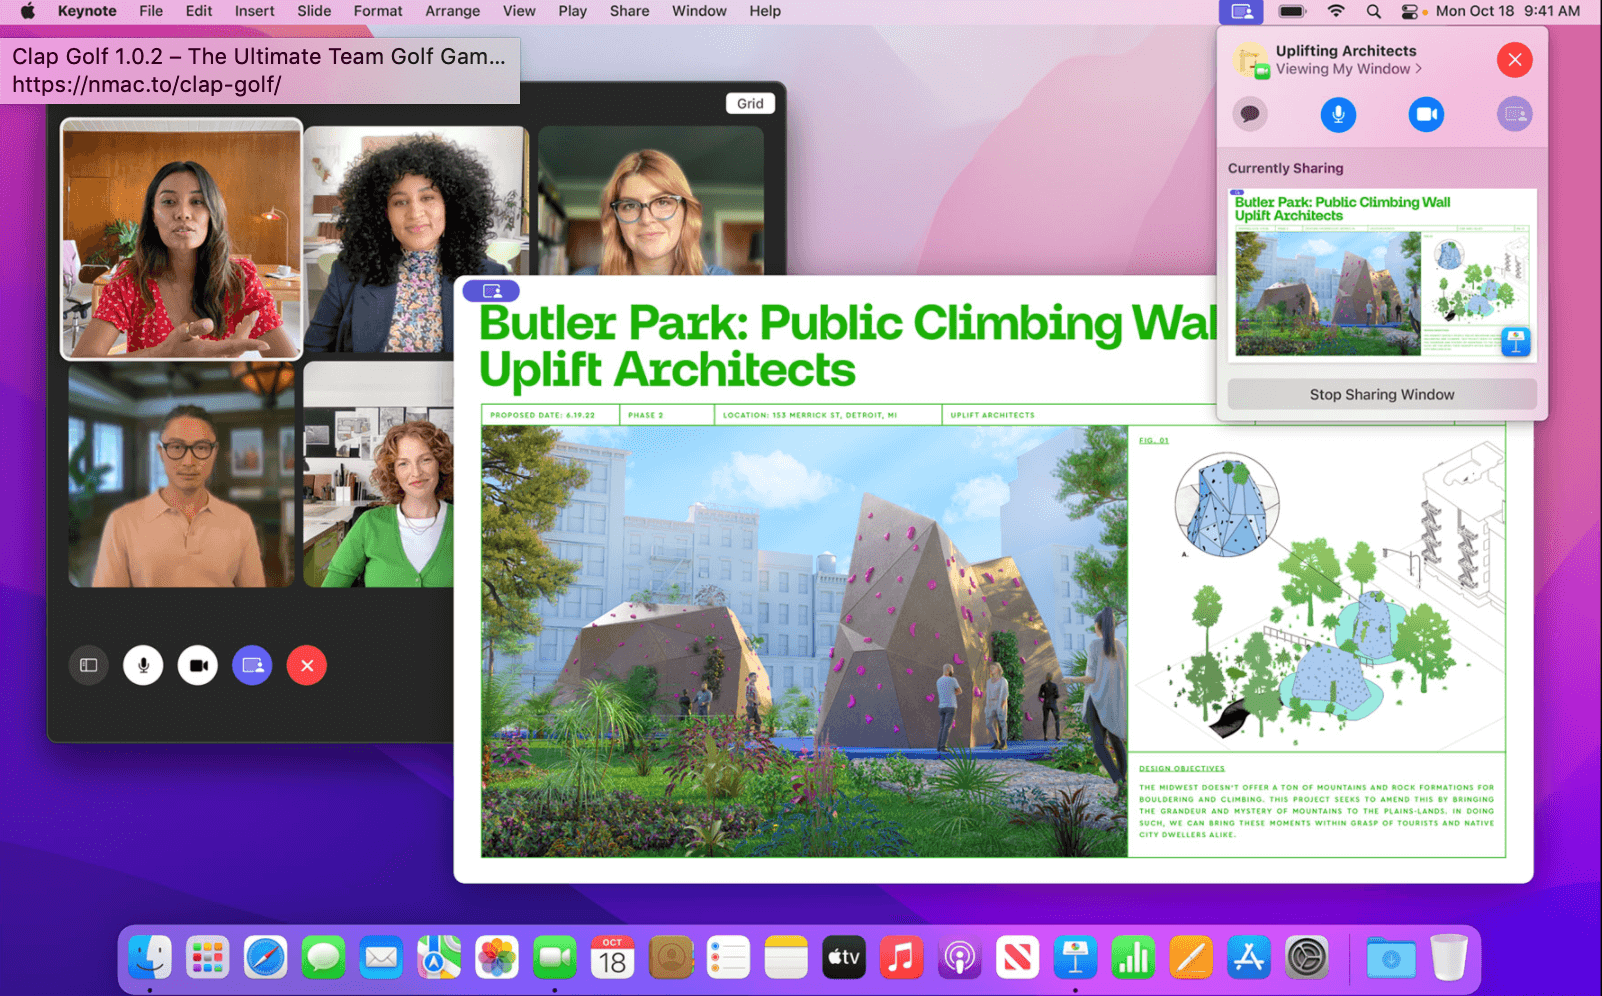 Keynote File Edit Insert Slide Format Arrange View Play Share Window Help
Mon Oct 18 9:41 AM
Clap Golf 1.0.2 – The Ultimate Team Golf Gam...
https://nmac.to/clap-golf/
Grid
Uplifting Architects
Viewing My Window >
Currently Sharing
Butler Park: Public Climbing Wall
Uplift Architects
Stop Sharing Window
Butler Park: Public Climbing Wal
Uplift Architects
PROPOSED DATE: 6.19.22 PHASE 2 LOCATION: 153 MERRICK ST, DETROIT, MI UPLIFT ARCHITECTS
FIG. 01
A.
DESIGN OBJECTIVES
THE MIDWEST DOESN'T OFFER A TON OF MOUNTAINS AND ROCK FORMATIONS FOR
BOULDERING AND CLIMBING. THIS PROJECT SEEKS TO AMEND THIS BY BRINGING
THE GRANDEUR AND MYSTERY OF MOUNTAINS TO THE PLAINS-LANDS. IN DOING
SUCH, WE CAN BRING THESE MOMENTS WITHIN GRASP OF TOURISTS AND NATIVE
CITY DWELLERS ALIKE.
OCT
18
tv